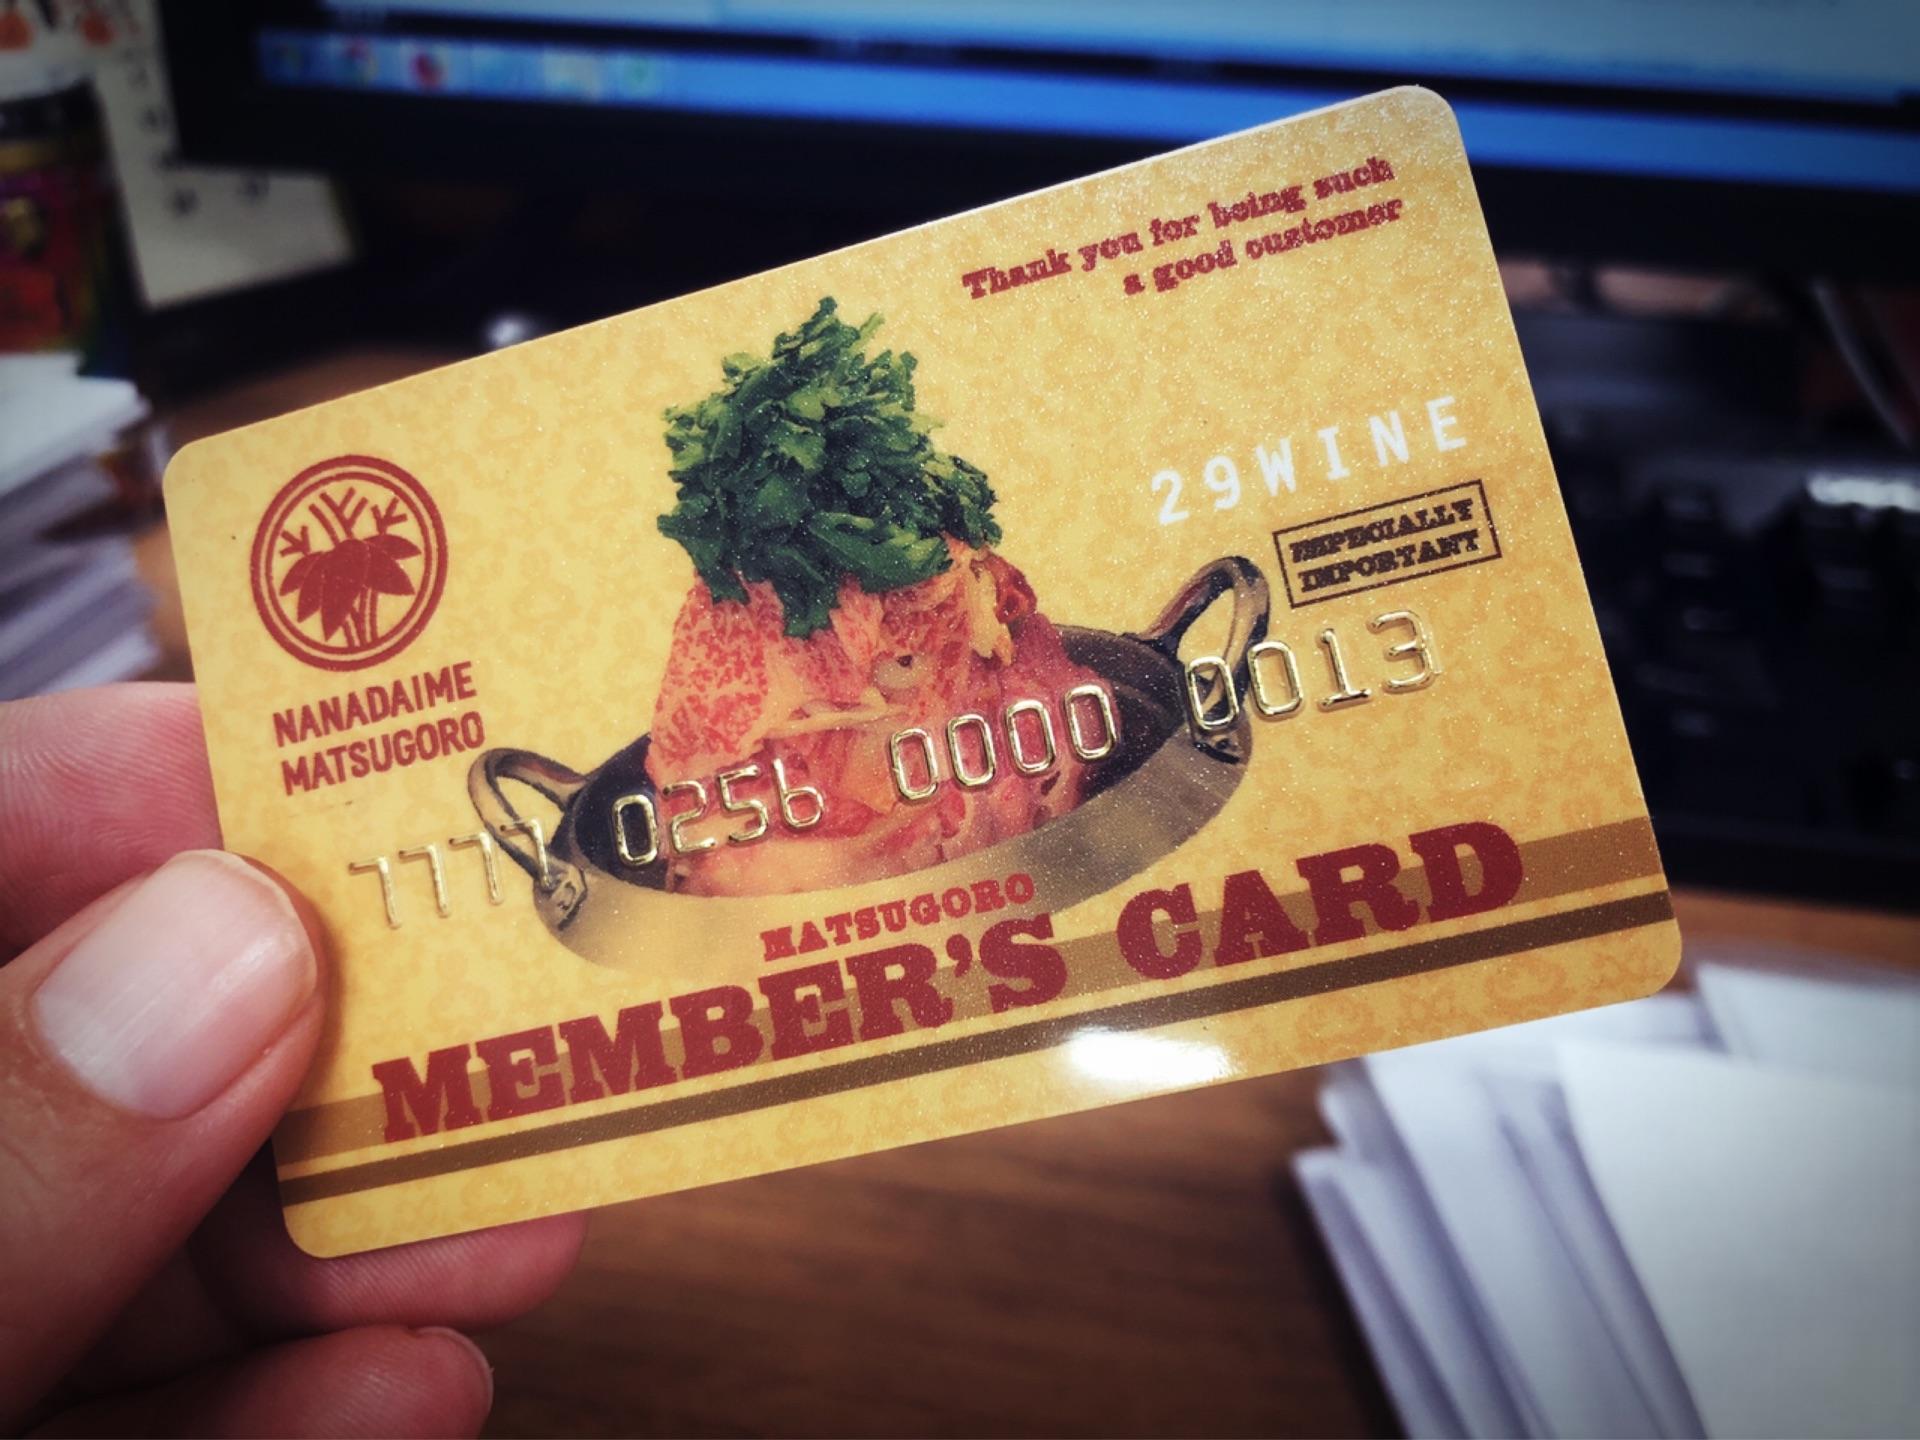 Thank you for being such
a good customer
29WINE
ESPECIALLY
IMPORTANT
NANADAIME
MATSUGORO
7777 0256 0000 0013
MATSUGORO
MEMBER'S CARD